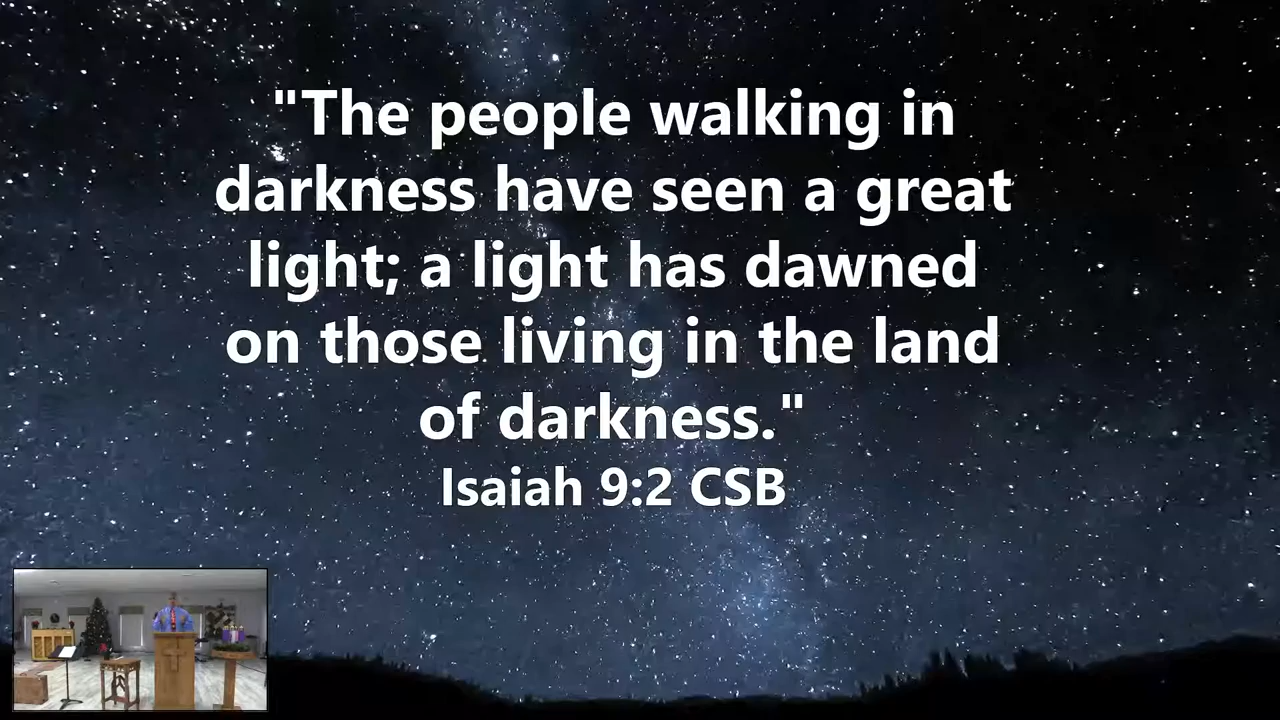 "The people walking in
darkness have seen a great
light; a light has dawned
on those living in the land
of darkness."
Isaiah 9:2 CSB